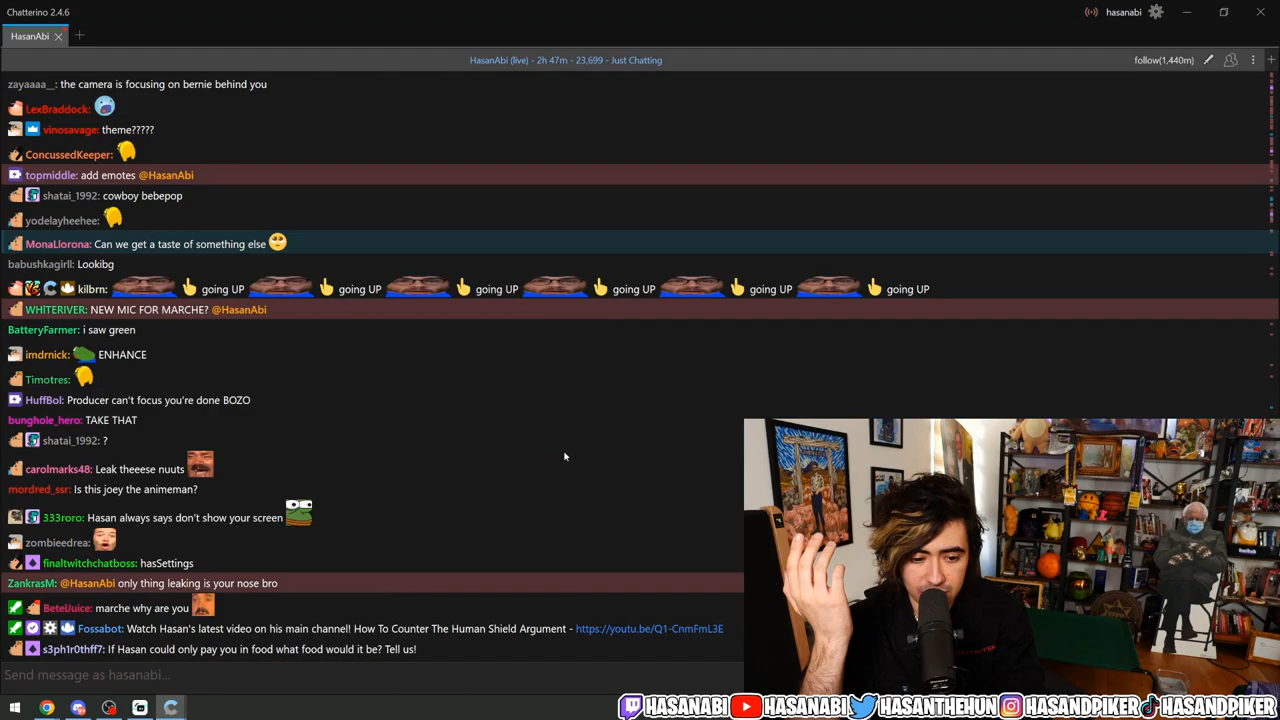 Chatterino 2.4.6
hasanabi
HasanAbi
HasanAbi (live) - 2h 47m - 23,699 - Just Chatting
follow(1,440m)
zayaaaa__: the camera is focusing on bernie behind you
LexBraddock:
vinosavage: theme?????
ConcussedKeeper:
topmiddle: add emotes @HasanAbi
shatai_1992: cowboy bebepop
yodelayheehee:
MonaLlorona: Can we get a taste of something else
babushkagirll: Lookibg
kilbrn: going UP going UP going UP going UP going UP going UP
WHITERIVER: NEW MIC FOR MARCHE? @HasanAbi
BatteryFarmer: i saw green
imdrnick: ENHANCE
Timotres:
HuffBol: Producer can't focus you're done BOZO
bunghole_hero: TAKE THAT
shatai_1992: ?
carolmarks48: Leak theeese nuuts
mordred_ssr: Is this joey the animeman?
333roro: Hasan always says don't show your screen
zombieedrea:
finaltwitchchatboss: hasSettings
ZankrasM: @HasanAbi only thing leaking is your nose bro
BetelJuice: marche why are you
Fossabot: Watch Hasan's latest video on his main channel! How To Counter The Human Shield Argument - https://youtu.be/Q1-CnmFmL3E
s3ph1r0thff7: If Hasan could only pay you in food what food would it be? Tell us!
Send message as hasanabi...
HASANABI HASANABI HASANTHEHUN HASANDPIKER HASANDPIKER